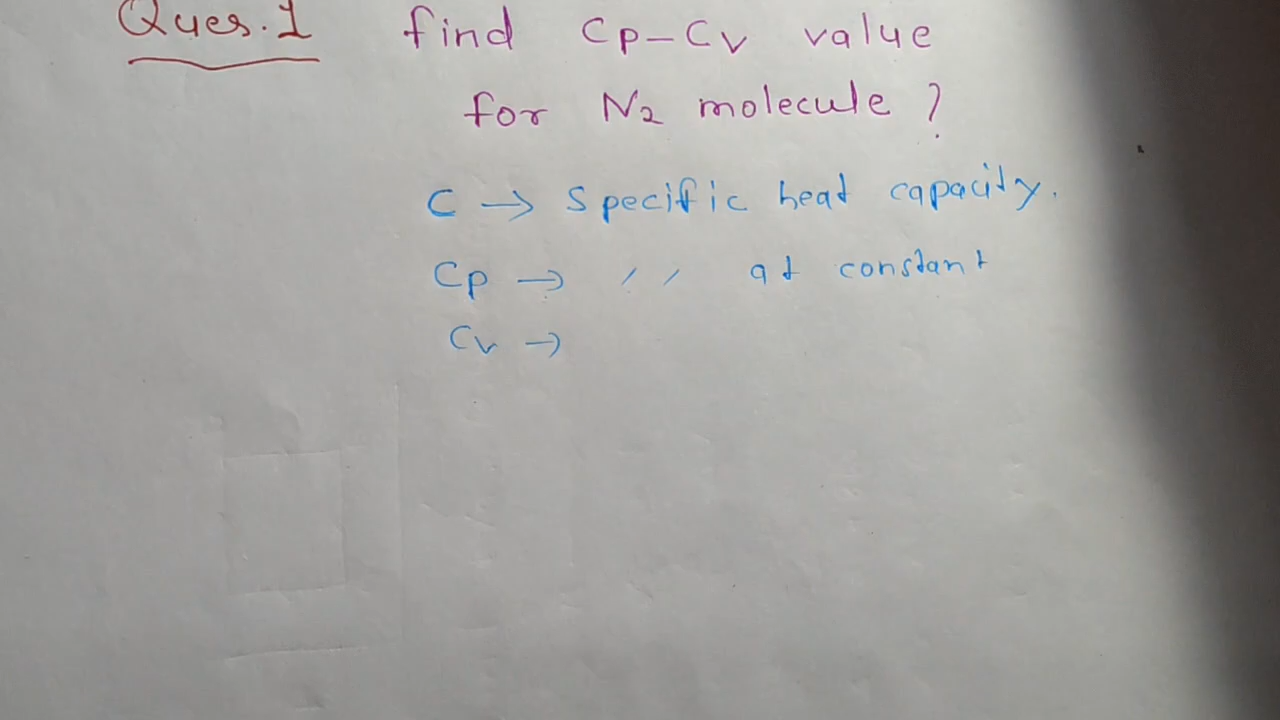 Ques.1 find Cp-Cv value
for N2 molecule ?
C → Specific heat capacity.
Cp → ,, at constant
Cv →